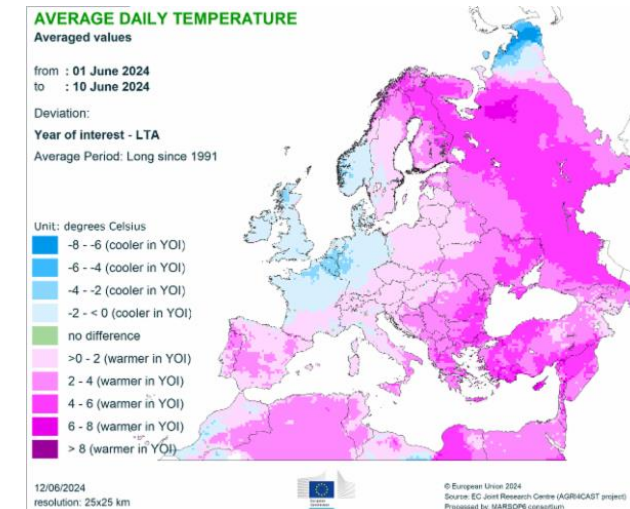 AVERAGE DAILY TEMPERATURE
Averaged values
from : 01 June 2024
to : 10 June 2024
Deviation:
Year of interest - LTA
Average Period: Long since 1991
Unit: degrees Celsius
-8 - -6 (cooler in YOI)
-6 - -4 (cooler in YOI)
-4 - -2 (cooler in YOI)
-2 - < 0 (cooler in YOI)
no difference
>0 - 2 (warmer in YOI)
2 - 4 (warmer in YOI)
4 - 6 (warmer in YOI)
6 - 8 (warmer in YOI)
> 8 (warmer in YOI)
12/06/2024
resolution: 25x25 km
© European Union 2024
Source: EC Joint Research Centre (AGRI4CAST project)
Processed by: MARSOP6 consortium